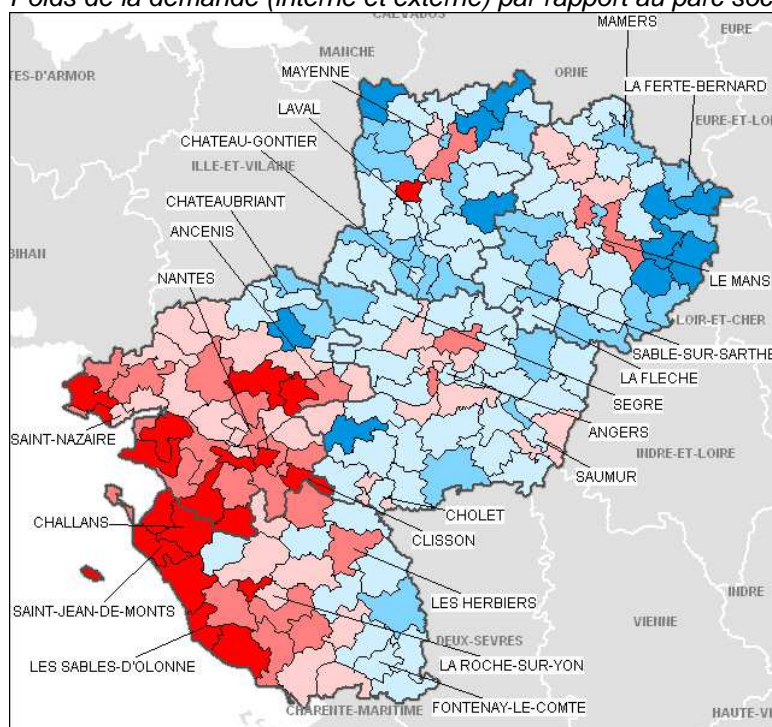 Poids de la demande (interne et externe) par rapport au parc soc
CALVADOS
MAMERS
EURE
MANCHE
MAYENNE
ORNE
TES-D'ARMOR
LA FERTE-BERNARD
LAVAL
EURE-ET-LOI
CHATEAU-GONTIER
ILLE-ET-VILAINE
CHATEAUBRIANT
ANCENIS
BIHAN
NANTES
LE MANS
LOIR-ET-CHER
SABLE-SUR-SARTHE
LA FLECHE
SEGRE
SAINT-NAZAIRE
ANGERS
INDRE-ET-LOIRE
SAUMUR
CHOLET
CHALLANS
CLISSON
SAINT-JEAN-DE-MONTS
LES HERBIERS
INDRE
VIENNE
DEUX-SEVRES
LES SABLES-D'OLONNE
LA ROCHE-SUR-YON
FONTENAY-LE-COMTE
CHARENTE-MARITIME
HAUTE-VI